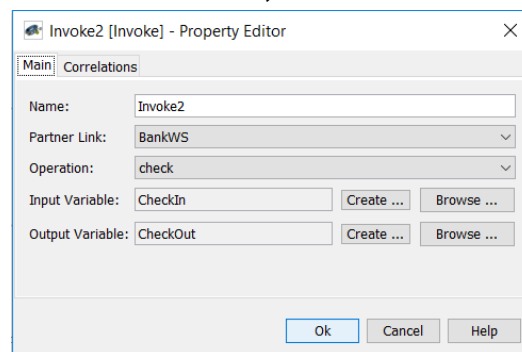 Invoke2 [Invoke] - Property Editor
Main Correlations
Name: Invoke2
Partner Link: BankWS
Operation: check
Input Variable: CheckIn Create ... Browse ...
Output Variable: CheckOut Create ... Browse ...
Ok Cancel Help